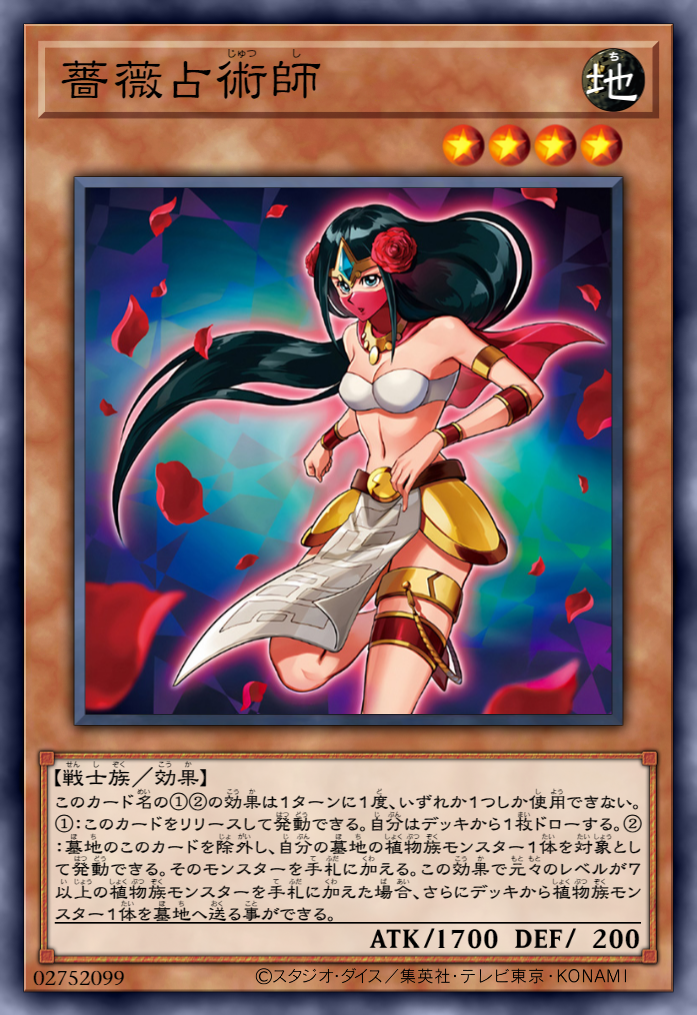 薔薇占術師
地
【戦士族／効果】
このカード名の①②の効果は1ターンに1度、いずれか1つしか使用できない。
①：このカードをリリースして発動できる。自分はデッキから1枚ドローする。②
：墓地のこのカードを除外し、自分の墓地の植物族モンスター1体を対象とし
て発動できる。そのモンスターを手札に加える。この効果で元々のレベルが7
以上の植物族モンスターを手札に加えた場合、さらにデッキから植物族モン
スター1体を墓地へ送る事ができる。
ATK/1700 DEF/ 200
02752099 ©スタジオ・ダイス／集英社・テレビ東京・KONAMI